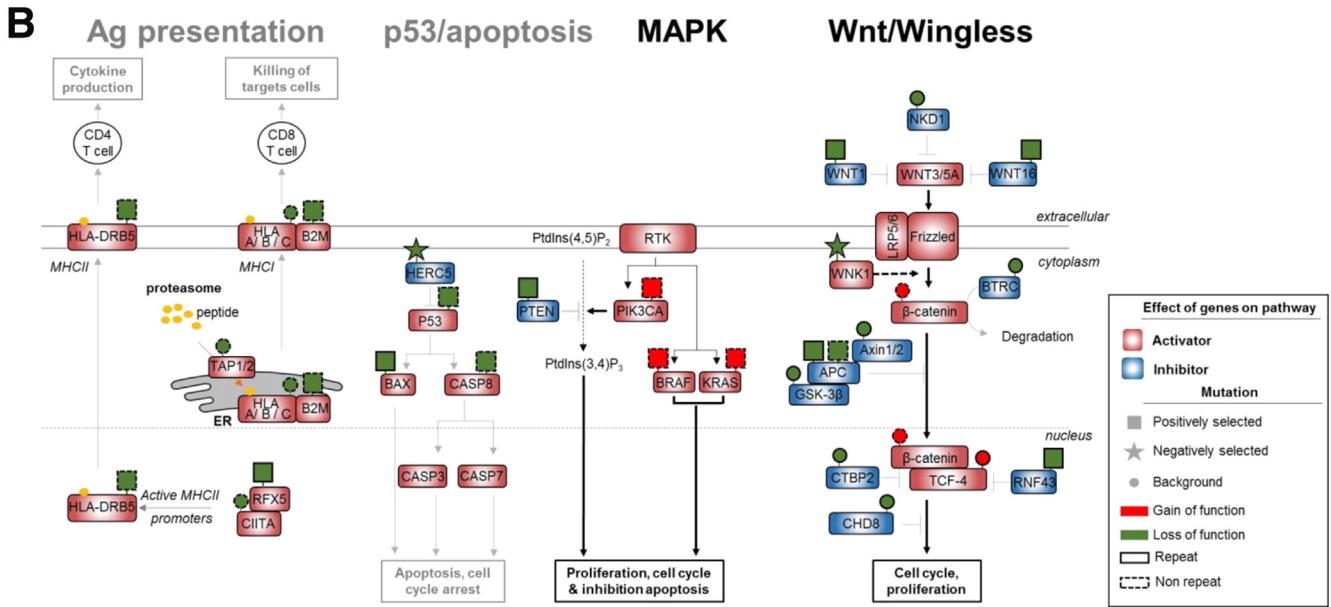 B
Ag presentation
p53/apoptosis
MAPK
Wnt/Wingless
Cytokine
production
Killing of
targets cells
CD4
T cell
CD8
T cell
HLA-DRB5
HLA
A/ B / C
B2M
MHCII
MHCI
proteasome
peptide
TAP1/2
HLA
A/ B / C
B2M
ER
HLA-DRB5
Active MHCII
promoters
RFX5
CIITA
HERC5
P53
BAX
CASP8
CASP3
CASP7
Apoptosis, cell
cycle arrest
PtdIns(4,5)P2
RTK
PTEN
PIK3CA
PtdIns(3,4)P3
BRAF
KRAS
Proliferation, cell cycle
& inhibition apoptosis
NKD1
WNT1
WNT3/5A
WNT16
extracellular
LRP5/6
Frizzled
cytoplasm
WNK1
BTRC
β-catenin
Degradation
Axin1/2
APC
GSK-3β
nucleus
β-catenin
CTBP2
TCF-4
RNF43
CHD8
Cell cycle,
proliferation
Effect of genes on pathway
Activator
Inhibitor
Mutation
Positively selected
Negatively selected
Background
Gain of function
Loss of function
Repeat
Non repeat